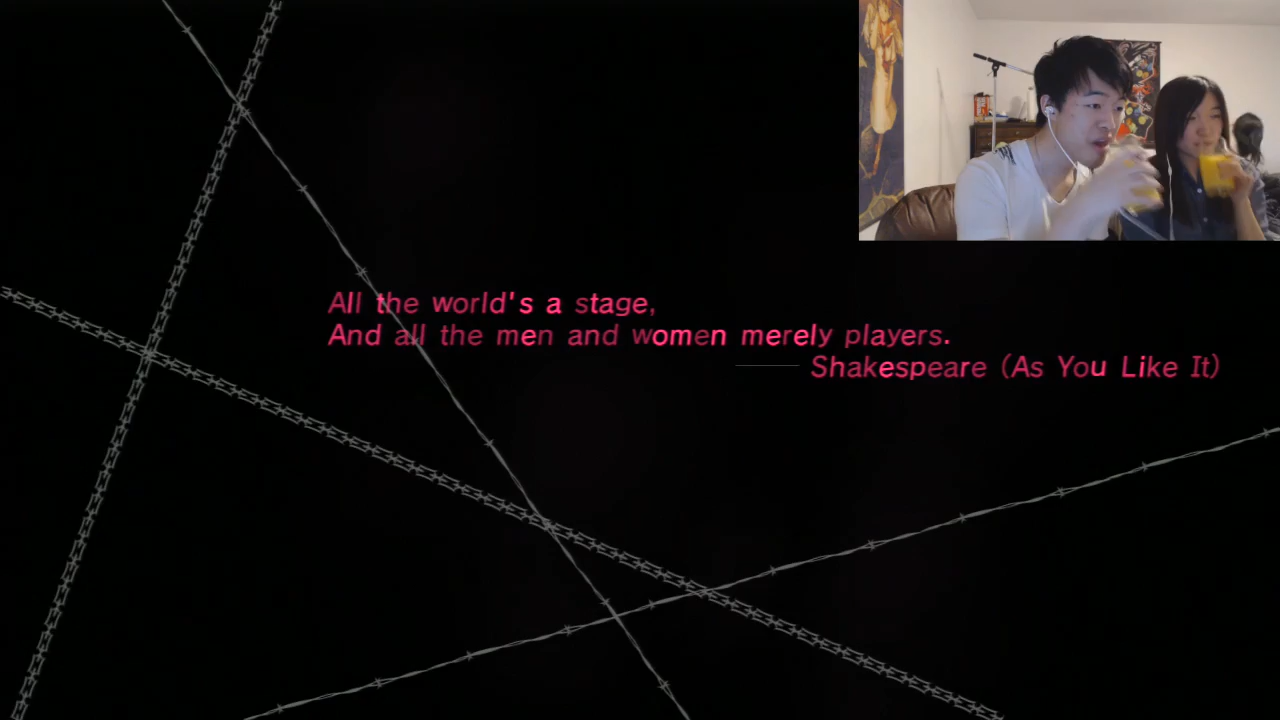 All the world's a stage,
And all the men and women merely players.
Shakespeare (As You Like It)